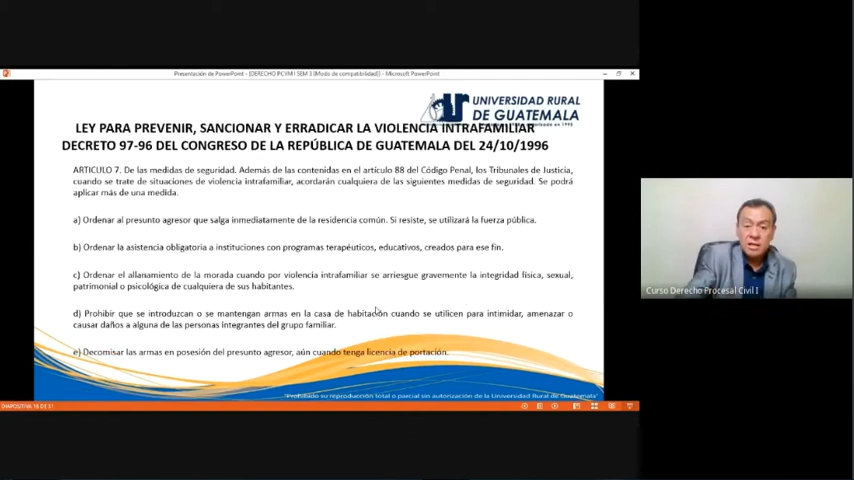 Presentación de PowerPoint - [DERECHO PCYM I SEM 3 [Modo de compatibilidad]] - Microsoft PowerPoint
UNIVERSIDAD RURAL
DE GUATEMALA
LEY PARA PREVENIR, SANCIONAR Y ERRADICAR LA VIOLENCIA INTRAFAMILIAR
DECRETO 97-96 DEL CONGRESO DE LA REPÚBLICA DE GUATEMALA DEL 24/10/1996
ARTICULO 7. De las medidas de seguridad. Además de las contenidas en el artículo 88 del Código Penal, los Tribunales de Justicia,
cuando se trate de situaciones de violencia intrafamiliar, acordarán cualquiera de las siguientes medidas de seguridad. Se podrá
aplicar más de una medida.
a) Ordenar al presunto agresor que salga inmediatamente de la residencia común. Si resiste, se utilizará la fuerza pública.
b) Ordenar la asistencia obligatoria a instituciones con programas terapéuticos, educativos, creados para ese fin.
c) Ordenar el allanamiento de la morada cuando por violencia intrafamiliar se arriesgue gravemente la integridad física, sexual,
patrimonial o psicológica de cualquiera de sus habitantes.
d) Prohibir que se introduzcan o se mantengan armas en la casa de habitación cuando se utilicen para intimidar, amenazar o
causar daños a alguna de las personas integrantes del grupo familiar.
e) Decomisar las armas en posesión del presunto agresor, aún cuando tenga licencia de portación.
"Prohibido su reproducción total o parcial sin autorización de la Universidad Rural de Guatemala"
DIAPOSITIVA 18 DE 51
Curso Derecho Procesal Civil I